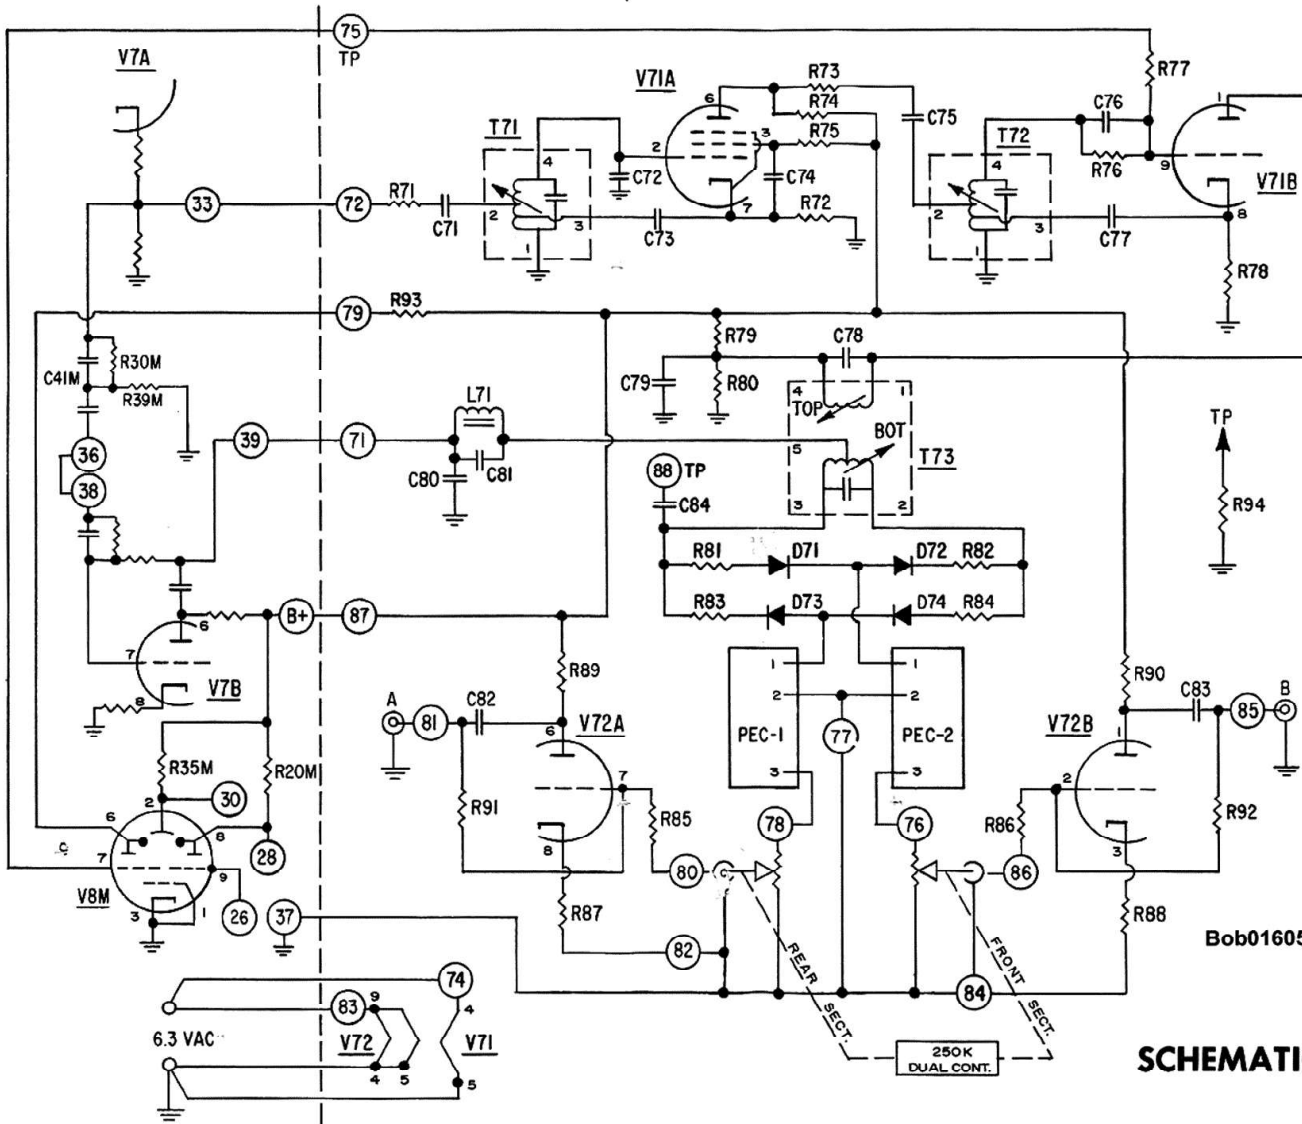 75
TP
V7A
V71A
R73
R77
6
R74
3
R75
C75
C76
1
T71
4
2
C72
C74
T72
4
R76
9
V71B
33
72
R71
C71
2
3
1
C73
7
R72
2
3
1
C77
8
R78
79
R93
R79
C78
C41M
R30M
R39M
C79
R80
4
1
TOP
L71
BOT
TP
36
39
71
5
T73
38
C80
C81
88
TP
C84
3
2
R94
R81
D71
D72
R82
R83
D73
D74
R84
6
B+
87
7
V7B
8
R89
1
1
R90
2
2
A
81
C82
V72A
PEC-1
77
PEC-2
V72B
C83
85
B
6
1
3
3
R35M
R20M
2
30
7
2
R91
R85
78
76
R86
R92
6
8
28
7
9
V8M
8
3
80
86
3
1
26
37
R87
R88
82
Bob01605
REAR SECT.
FRONT SECT.
84
74
83
9
4
6.3 VAC
V72
V71
4
5
5
250K
DUAL CONT.
SCHEMATI